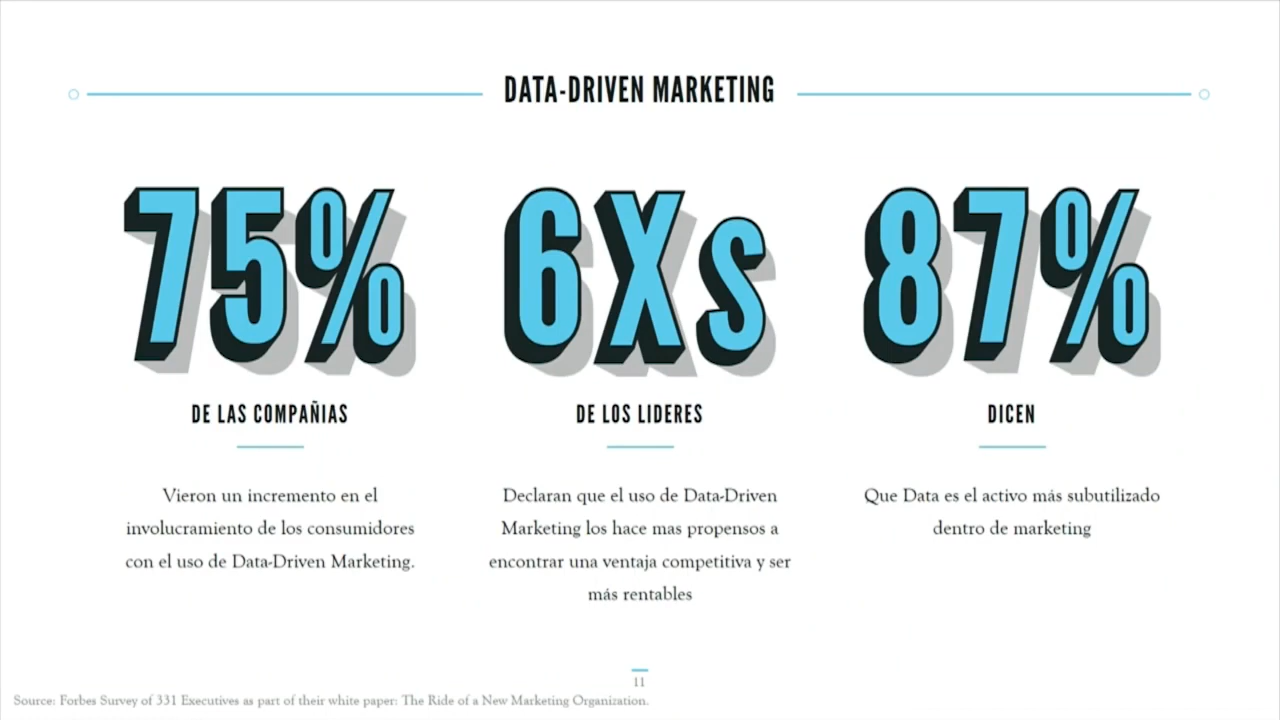 DATA-DRIVEN MARKETING
75%
DE LAS COMPAÑIAS
Vieron un incremento en el
involucramiento de los consumidores
con el uso de Data-Driven Marketing.
6Xs
DE LOS LIDERES
Declaran que el uso de Data-Driven
Marketing los hace mas propensos a
encontrar una ventaja competitiva y ser
más rentables
87%
DICEN
Que Data es el activo más subutilizado
dentro de marketing
11
Source: Forbes Survey of 331 Executives as part of their white paper: The Ride of a New Marketing Organization.